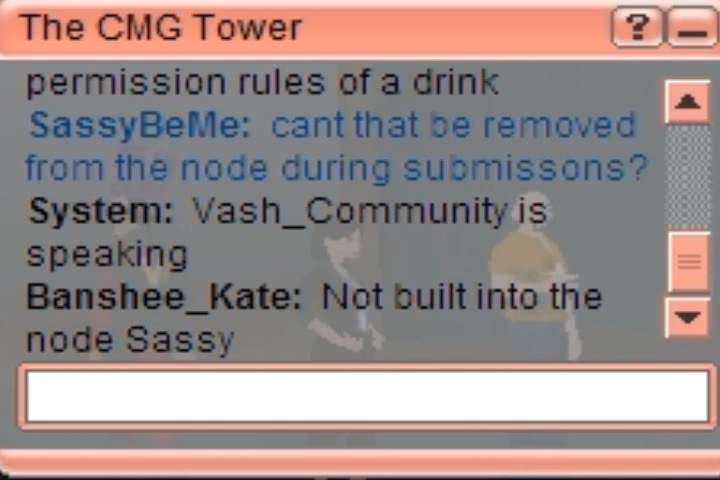 The CMG Tower
?
permission rules of a drink
SassyBeMe: cant that be removed
from the node during submissons?
System: Vash_Community is
speaking
Banshee_Kate: Not built into the
node Sassy